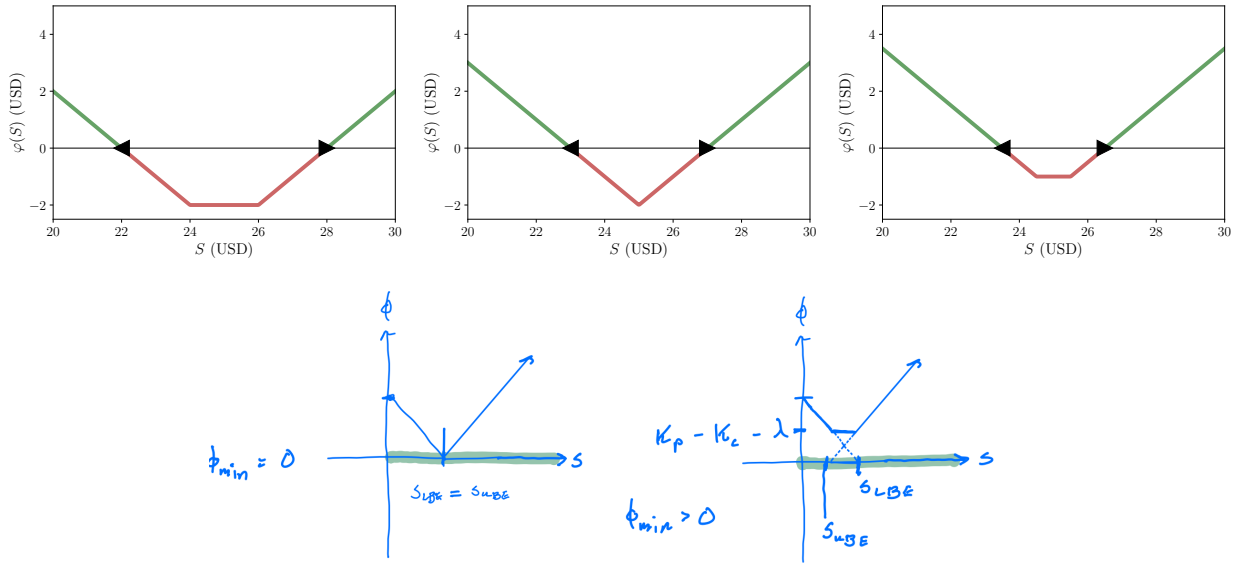 4
2
0
−2
φ(S) (USD)
20 22 24 26 28 30
S (USD)
4
2
0
−2
φ(S) (USD)
20 22 24 26 28 30
S (USD)
4
2
0
−2
φ(S) (USD)
20 22 24 26 28 30
S (USD)
ϕ
ϕmin = 0
S
SLBE = SUBE
ϕ
Kp − Kc − λ
S
SLBE
ϕmin > 0
SUBE